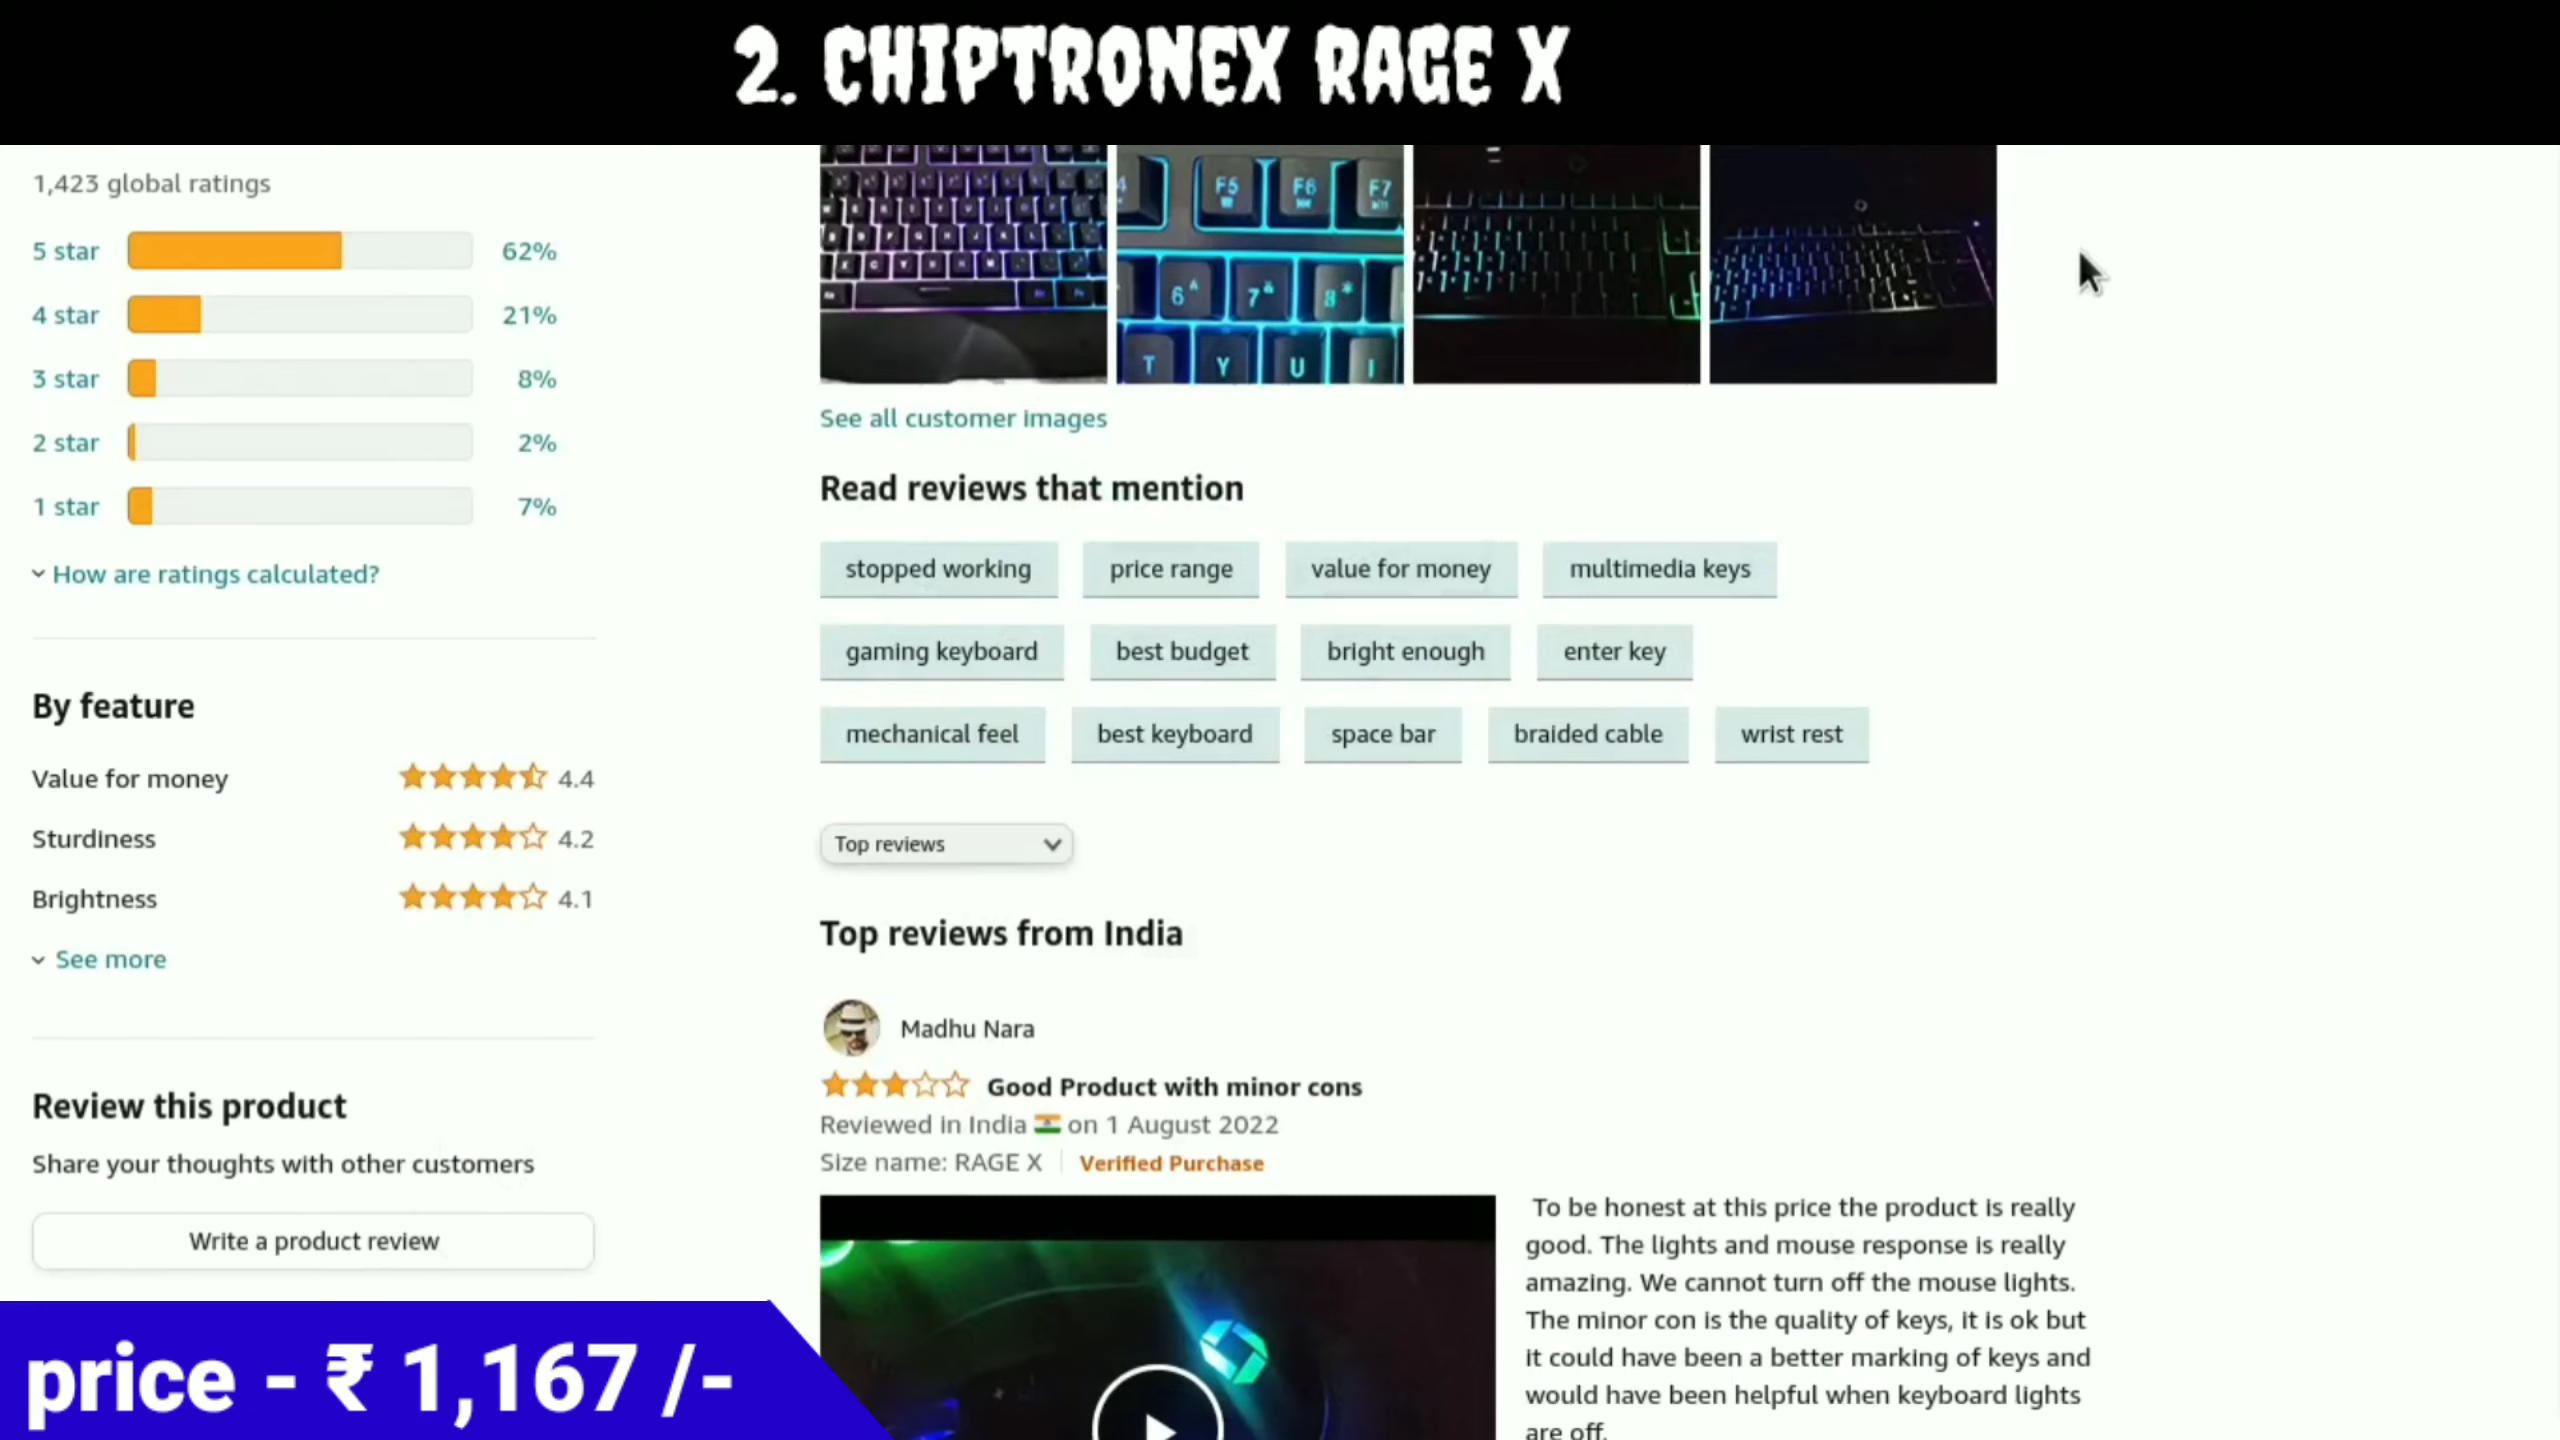 2. CHIPTRONEX RAGE X
1,423 global ratings
5 star 62%
4 star 21%
3 star 8%
2 star 2%
1 star 7%
How are ratings calculated?
By feature
Value for money 4.4
Sturdiness 4.2
Brightness 4.1
See more
Review this product
Share your thoughts with other customers
Write a product review
price - ₹ 1,167 /-
F5 F6 F7
6 7 8
T Y U I
See all customer images
Read reviews that mention
stopped working price range value for money multimedia keys
gaming keyboard best budget bright enough enter key
mechanical feel best keyboard space bar braided cable wrist rest
Top reviews
Top reviews from India
Madhu Nara
Good Product with minor cons
Reviewed in India on 1 August 2022
Size name: RAGE X Verified Purchase
To be honest at this price the product is really
good. The lights and mouse response is really
amazing. We cannot turn off the mouse lights.
The minor con is the quality of keys, it is ok but
it could have been a better marking of keys and
would have been helpful when keyboard lights
are off.